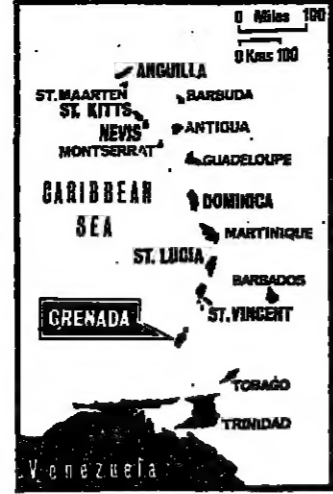 0 Miles 100
0 Kms 100
ANGUILLA
ST. MAARTEN
BARBUDA
ST. KITTS
NEVIS
ANTIGUA
MONTSERRAT
GUADELOUPE
CARIBBEAN
SEA
DOMINICA
MARTINIQUE
ST. LUCIA
BARBADOS
ST. VINCENT
GRENADA
TOBAGO
TRINIDAD
Venezuela